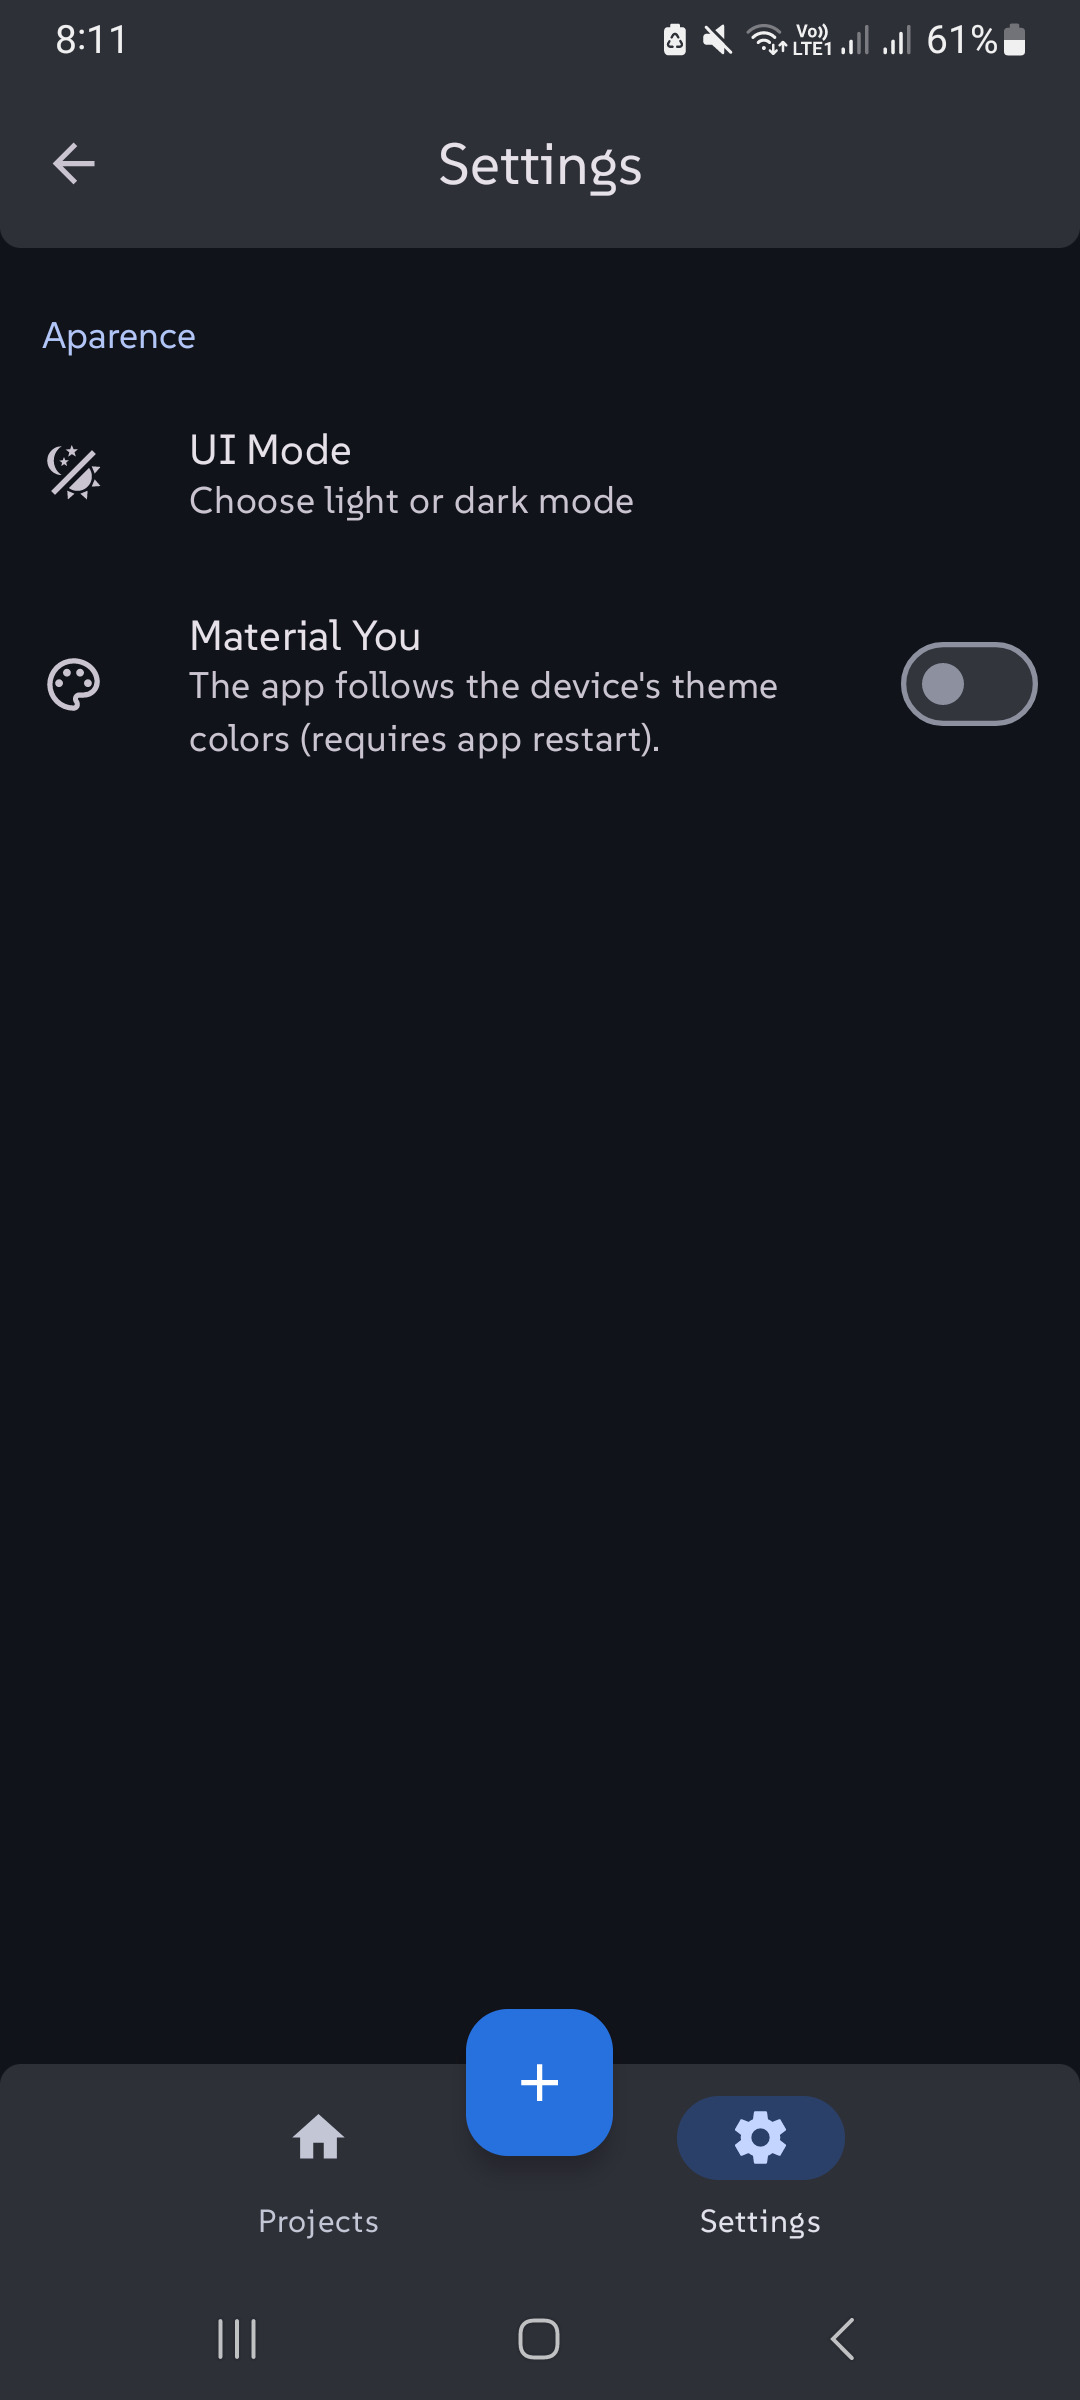 8:11
Vo))
LTE1
61%
Settings
Aparence
UI Mode
Choose light or dark mode
Material You
The app follows the device's theme
colors (requires app restart).
Projects
Settings